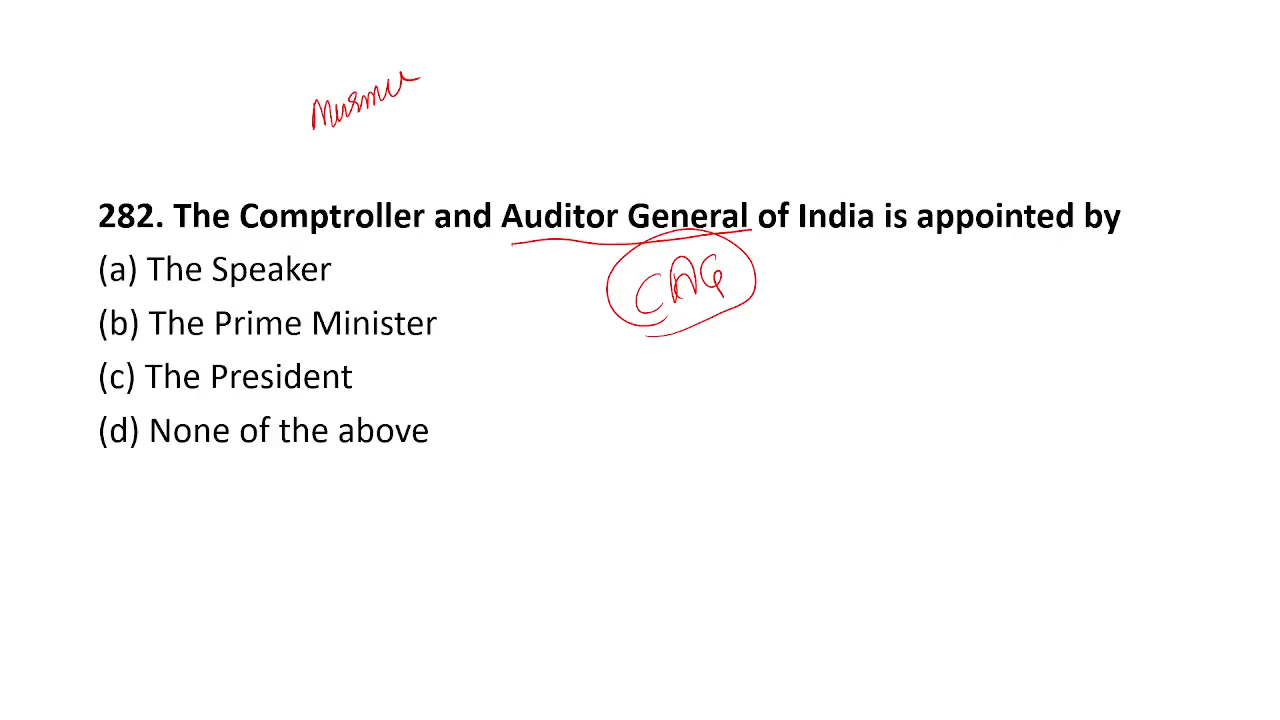 Murmu
282. The Comptroller and Auditor General of India is appointed by
(a) The Speaker
CAG
(b) The Prime Minister
(c) The President
(d) None of the above